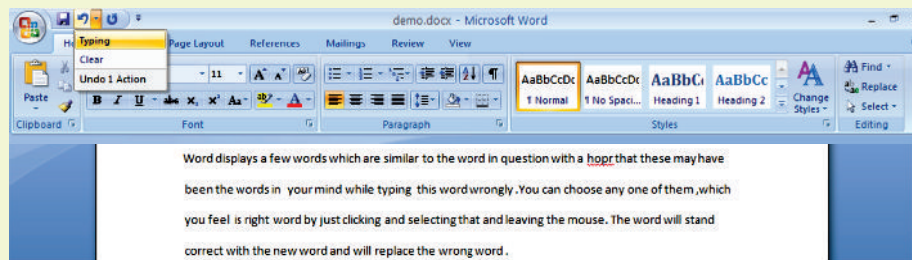 demo.docx - Microsoft Word
Typing
Page Layout References Mailings Review View
Clear
Undo 1 Action
11
Paste
B I U abc x, x² Aa A
AaBbCcDc AaBbCcDc AaBbC AaBbCc
¶ Normal ¶ No Spaci... Heading 1 Heading 2
Change Styles
Find
Replace
Select
Clipboard Font Paragraph Styles Editing
Word displays a few words which are similar to the word in question with a hopr that these may have
been the words in your mind while typing this word wrongly .You can choose any one of them ,which
you feel is right word by just clicking and selecting that and leaving the mouse. The word will stand
correct with the new word and will replace the wrong word .